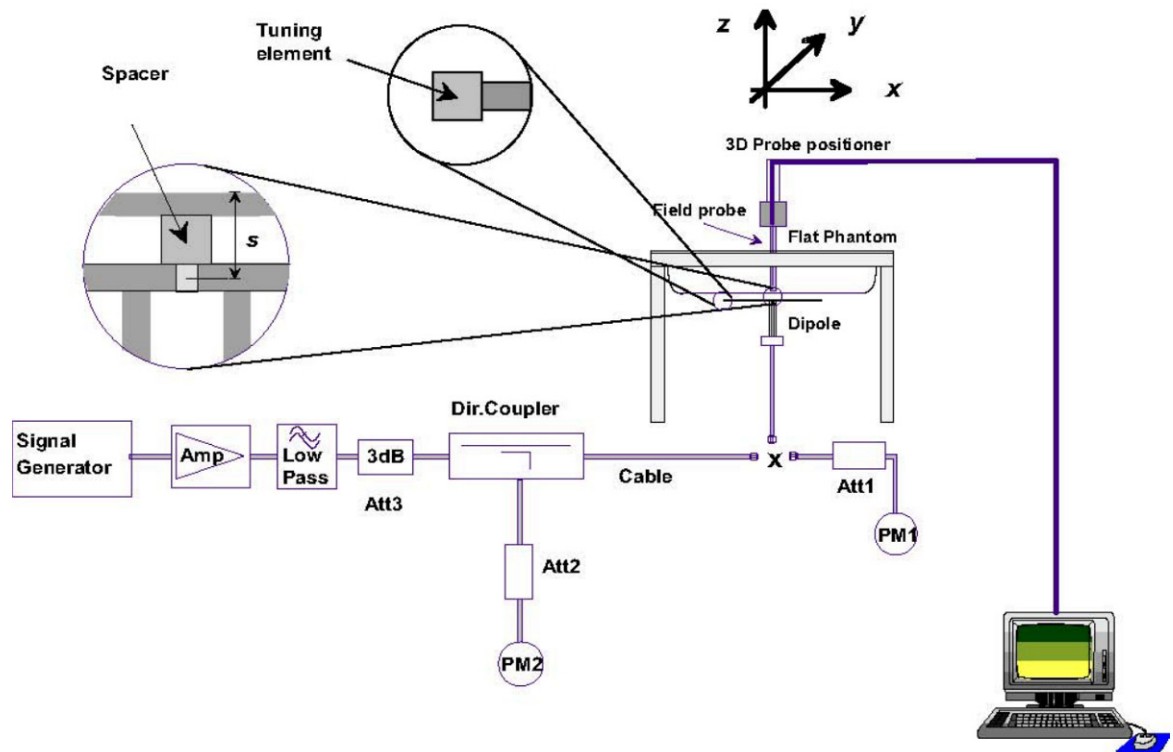 Tuning
element
Spacer
z
y
x
3D Probe positioner
Field probe
Flat Phantom
s
Dipole
Dir.Coupler
Signal
Generator
Amp
Low
Pass
3dB
Att3
Cable
x
Att1
PM1
Att2
PM2